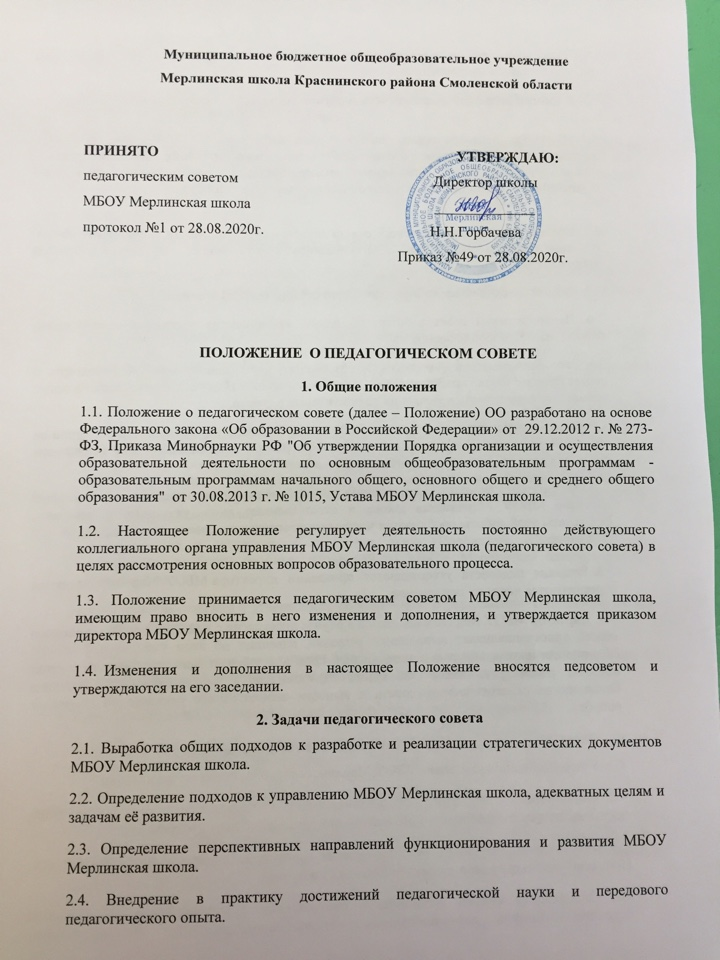 Муниципальное бюджетное общеобразовательное учреждение
Мерлинская школа Краснинского района Смоленской области
ПРИНЯТО
педагогическим советом
МБОУ Мерлинская школа
протокол №1 от 28.08.2020г.
УТВЕРЖДАЮ:
Директор школы
Мерлинская
школа
Н.Н.Горбачева
Приказ №49 от 28.08.2020г.
ПОЛОЖЕНИЕ О ПЕДАГОГИЧЕСКОМ СОВЕТЕ
1. Общие положения
1.1. Положение о педагогическом совете (далее – Положение) ОО разработано на основе
Федерального закона «Об образовании в Российской Федерации» от 29.12.2012 г. № 273-
ФЗ, Приказа Минобрнауки РФ "Об утверждении Порядка организации и осуществления
образовательной деятельности по основным общеобразовательным программам -
образовательным программам начального общего, основного общего и среднего общего
образования" от 30.08.2013 г. № 1015, Устава МБОУ Мерлинская школа.
1.2. Настоящее Положение регулирует деятельность постоянно действующего
коллегиального органа управления МБОУ Мерлинская школа (педагогического совета) в
целях рассмотрения основных вопросов образовательного процесса.
1.3. Положение принимается педагогическим советом МБОУ Мерлинская школа,
имеющим право вносить в него изменения и дополнения, и утверждается приказом
директора МБОУ Мерлинская школа.
1.4. Изменения и дополнения в настоящее Положение вносятся педсоветом и
утверждаются на его заседании.
2. Задачи педагогического совета
2.1. Выработка общих подходов к разработке и реализации стратегических документов
МБОУ Мерлинская школа.
2.2. Определение подходов к управлению МБОУ Мерлинская школа, адекватных целям и
задачам её развития.
2.3. Определение перспективных направлений функционирования и развития МБОУ
Мерлинская школа.
2.4. Внедрение в практику достижений педагогической науки и передового
педагогического опыта.